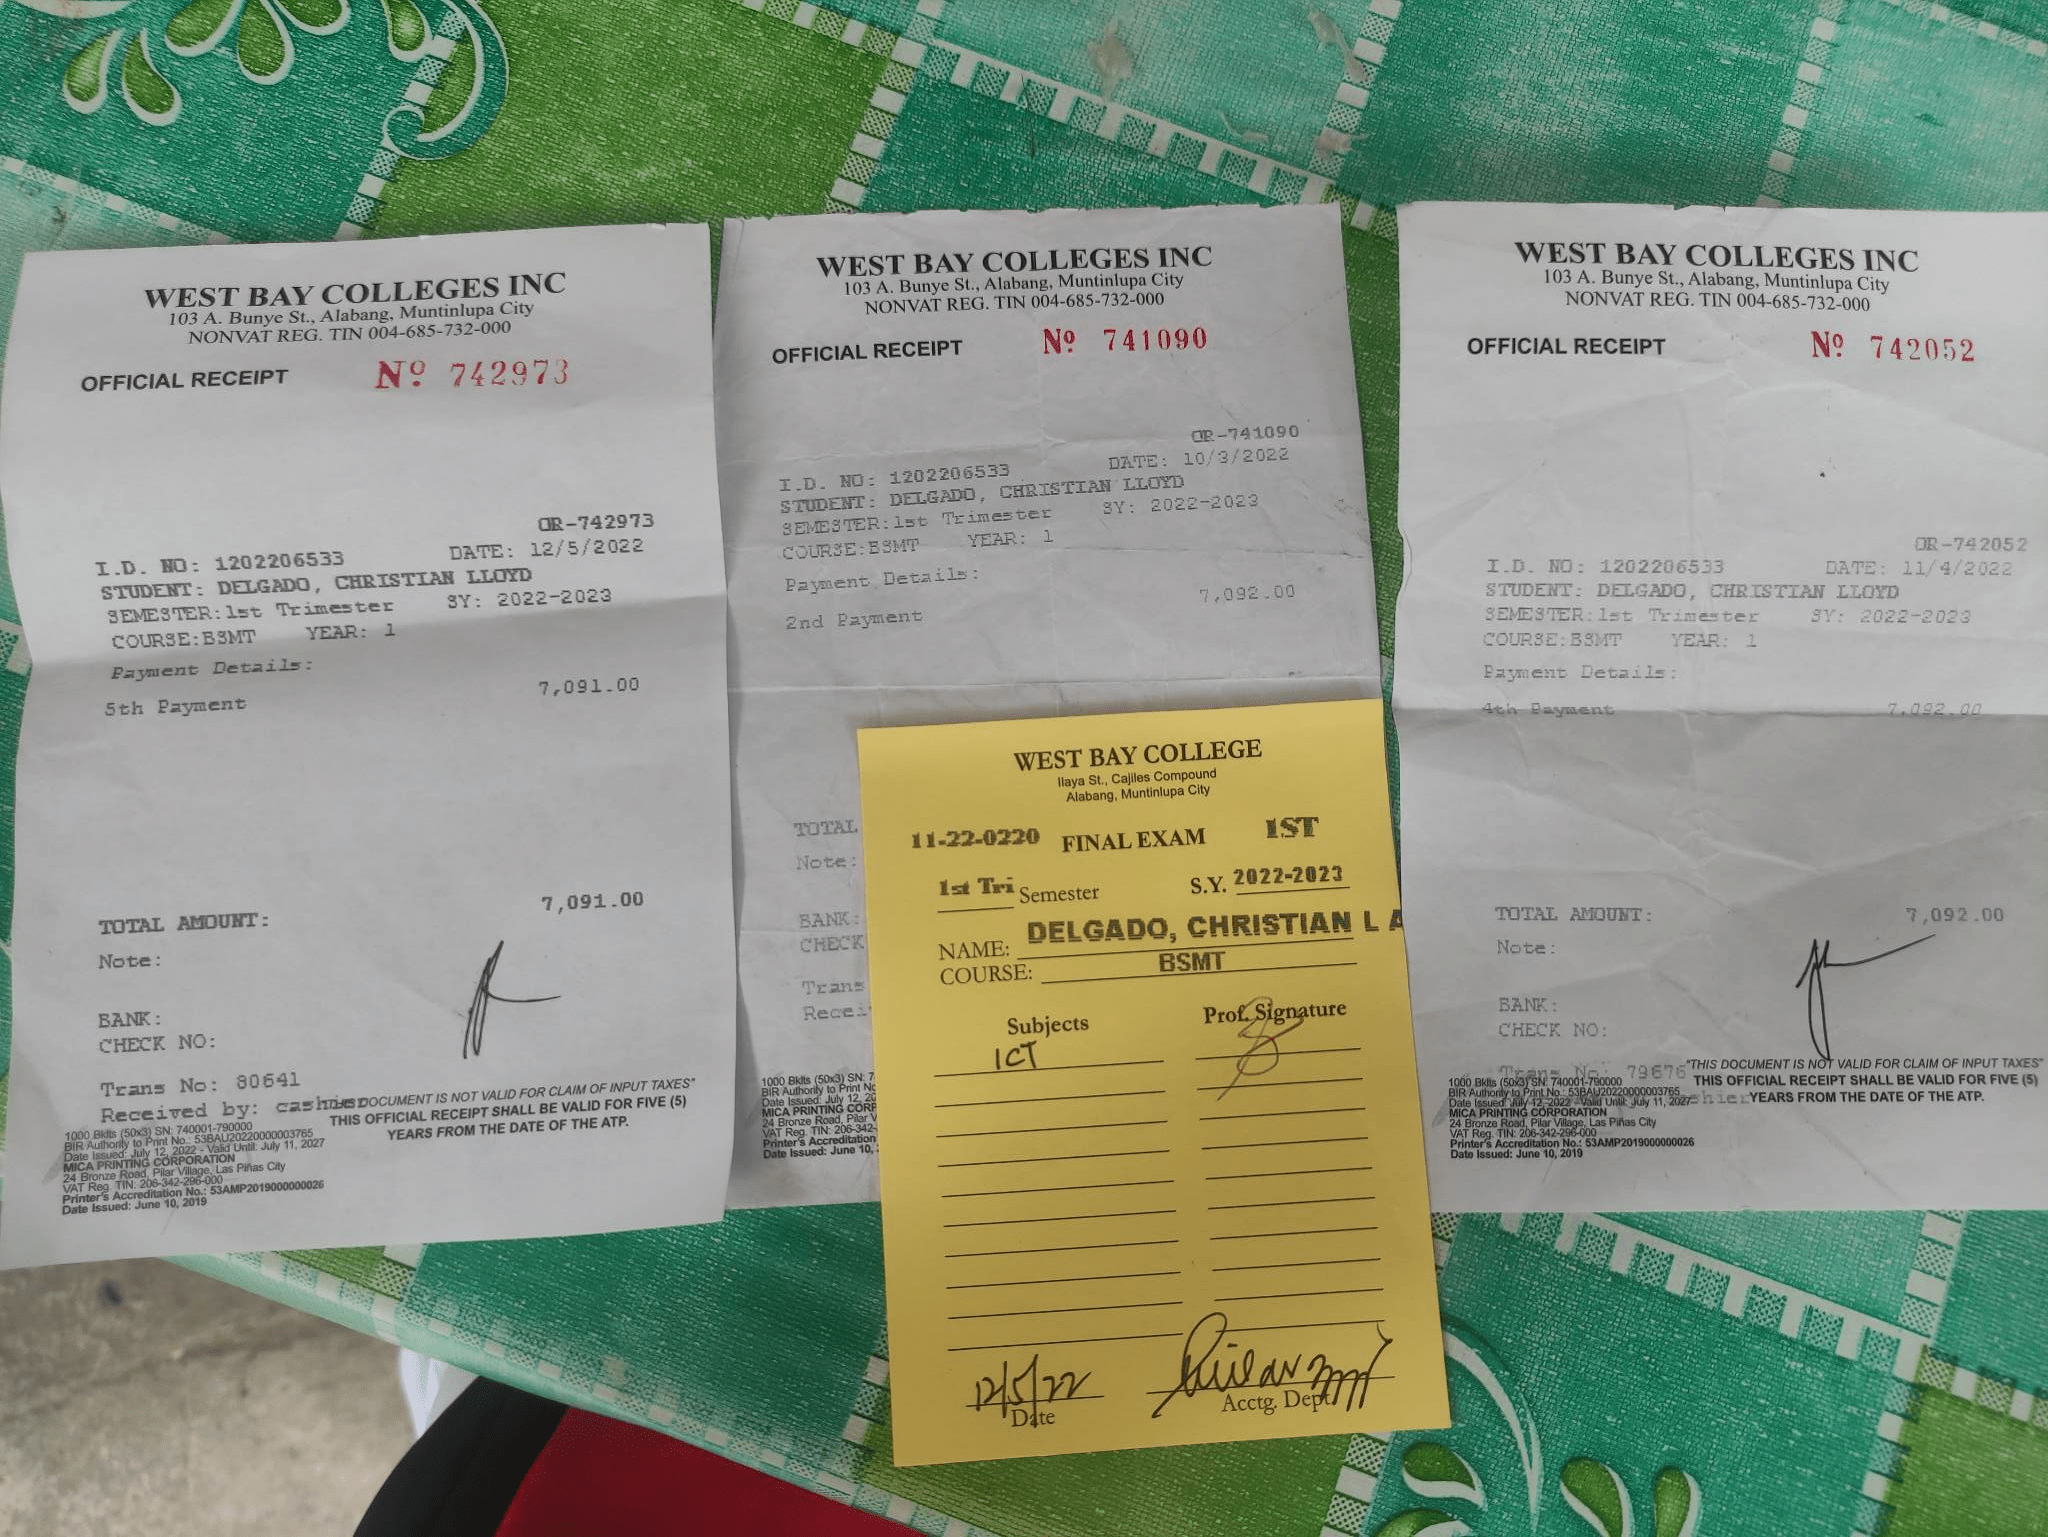 WEST BAY COLLEGES INC
103 A. Bunye St., Alabang, Muntinlupa City
NONVAT REG. TIN 004-685-732-000
OFFICIAL RECEIPT Nº 742973
OR-742973
I.D. NO: 1202206533 DATE: 12/5/2022
STUDENT: DELGADO, CHRISTIAN LLOYD
SEMESTER:1st Trimester SY: 2022-2023
COURSE:BSMT YEAR: 1
Payment Details:
5th Payment 7,091.00
TOTAL AMOUNT: 7,091.00
Note:
BANK:
CHECK NO:
Trans No: 80641
Received by: cashier
"THIS DOCUMENT IS NOT VALID FOR CLAIM OF INPUT TAXES"
THIS OFFICIAL RECEIPT SHALL BE VALID FOR FIVE (5)
YEARS FROM THE DATE OF THE ATP.
1000 Bklts (50x3) SN: 740001-790000
BIR Authority to Print No.: 53BAU20220000003765
Date Issued: July 12, 2022 - Valid Until: July 11, 2027
MICA PRINTING CORPORATION
24 Bronze Road, Pilar Village, Las Piñas City
VAT Reg. TIN: 206-342-296-000
Printer's Accreditation No.: 53AMP2019000000026
Date Issued: June 10, 2019
WEST BAY COLLEGES INC
103 A. Bunye St., Alabang, Muntinlupa City
NONVAT REG. TIN 004-685-732-000
OFFICIAL RECEIPT Nº 741090
OR-741090
I.D. NO: 1202206533 DATE: 10/3/2022
STUDENT: DELGADO, CHRISTIAN LLOYD
SEMESTER:1st Trimester SY: 2022-2023
COURSE:BSMT YEAR: 1
Payment Details:
2nd Payment 7,092.00
TOTAL
Note:
BANK:
CHECK
Trans
Recei
1000 Bklts (50x3) SN: 7
BIR Authority to Print No
Date Issued: July 12, 20
MICA PRINTING CORP
24 Bronze Road, Pilar V
VAT Reg. TIN: 206-342-
Printer's Accreditation
Date Issued: June 10,
WEST BAY COLLEGE
Ilaya St., Cajiles Compound
Alabang, Muntinlupa City
11-22-0220 FINAL EXAM 1ST
1st Tri Semester S.Y. 2022-2023
NAME: DELGADO, CHRISTIAN L A
COURSE: BSMT
Subjects Prof. Signature
ICT
12/5/22
Date Acctg. Dept.
WEST BAY COLLEGES INC
103 A. Bunye St., Alabang, Muntinlupa City
NONVAT REG. TIN 004-685-732-000
OFFICIAL RECEIPT Nº 742052
OR-742052
I.D. NO: 1202206533 DATE: 11/4/2022
STUDENT: DELGADO, CHRISTIAN LLOYD
SEMESTER:1st Trimester SY: 2022-2023
COURSE:BSMT YEAR: 1
Payment Details:
4th Payment 7,092.00
TOTAL AMOUNT: 7,092.00
Note:
BANK:
CHECK NO:
Trans No: 79676
"THIS DOCUMENT IS NOT VALID FOR CLAIM OF INPUT TAXES"
THIS OFFICIAL RECEIPT SHALL BE VALID FOR FIVE (5)
YEARS FROM THE DATE OF THE ATP.
1000 Bklts (50x3) SN: 740001-790000
BIR Authority to Print No.: 53BAU20220000003765
Date Issued: July 12, 2022 - Valid Until: July 11, 2027
MICA PRINTING CORPORATION
24 Bronze Road, Pilar Village, Las Piñas City
VAT Reg. TIN: 206-342-296-000
Printer's Accreditation No.: 53AMP2019000000026
Date Issued: June 10, 2019